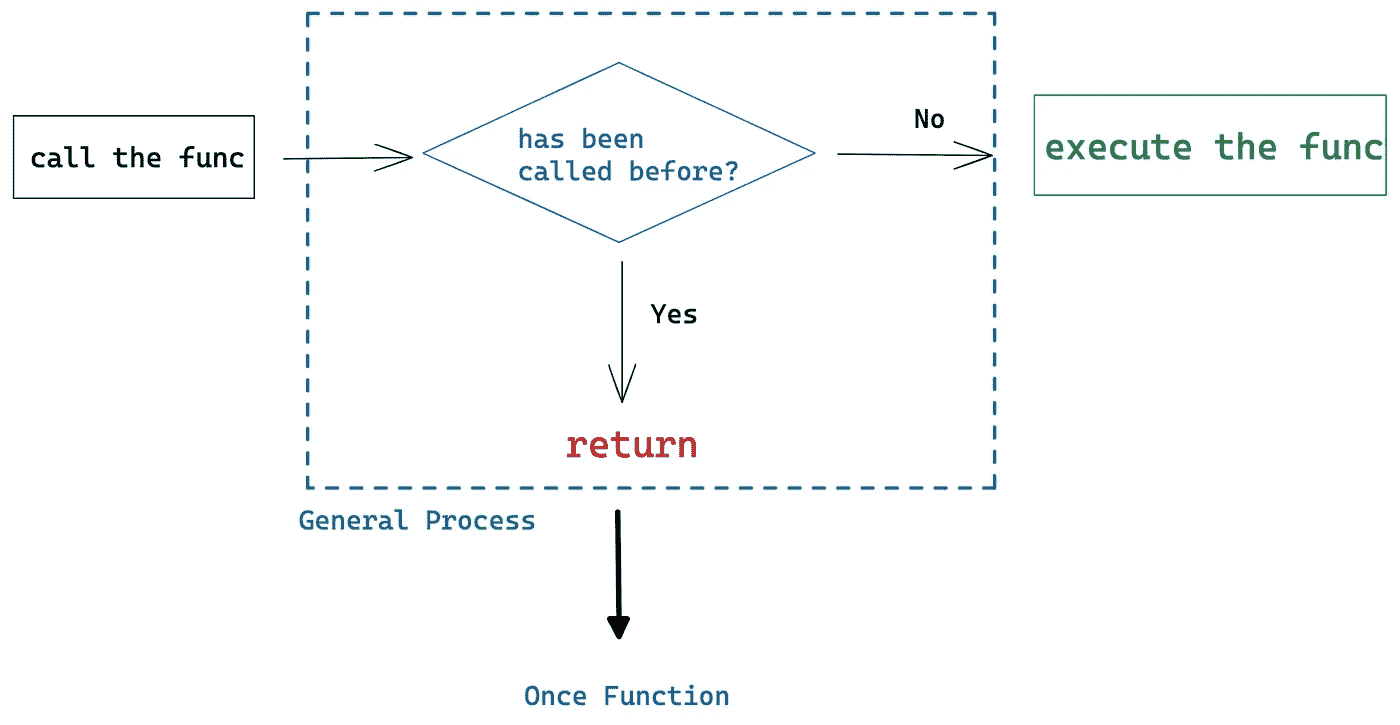 call the func
has been
called before?
No
execute the func
Yes
return
General Process
Once Function